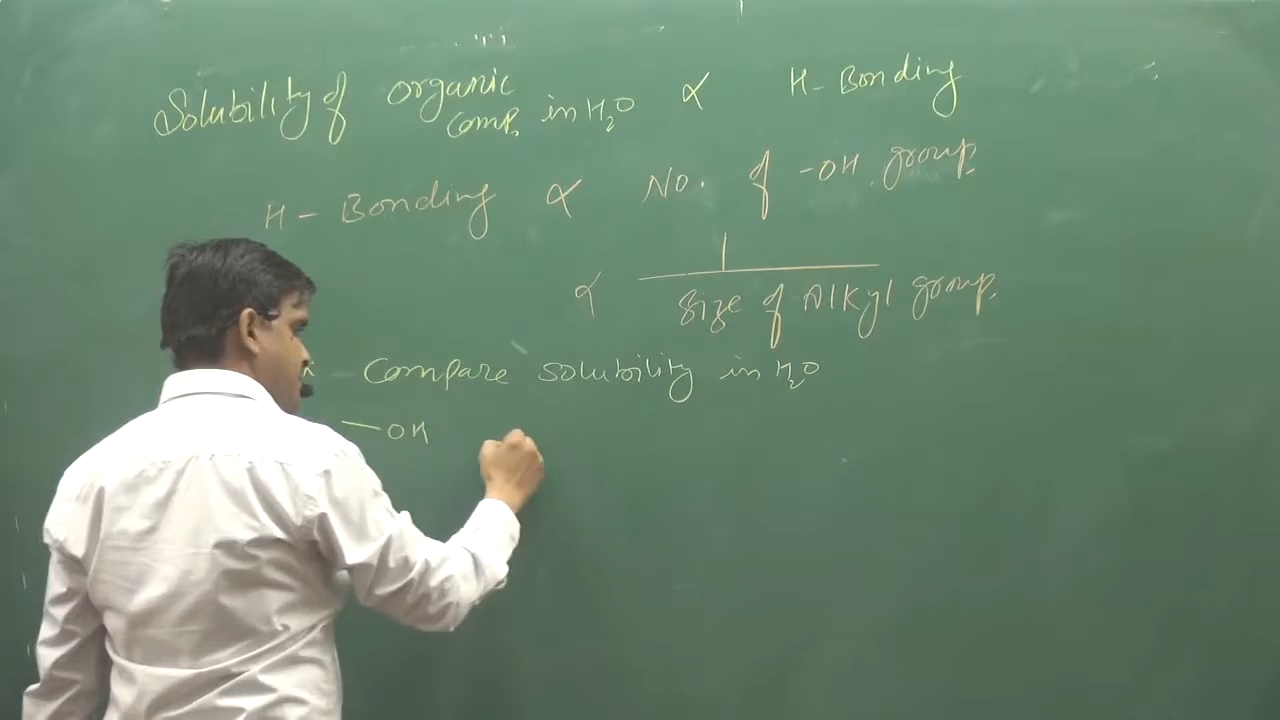 Solubility of organic comp. in H₂O ∝ H-Bonding
H-Bonding ∝ No. of -OH group.
∝ 1 / Size of Alkyl group.
- Compare solubility in H₂O
—OH